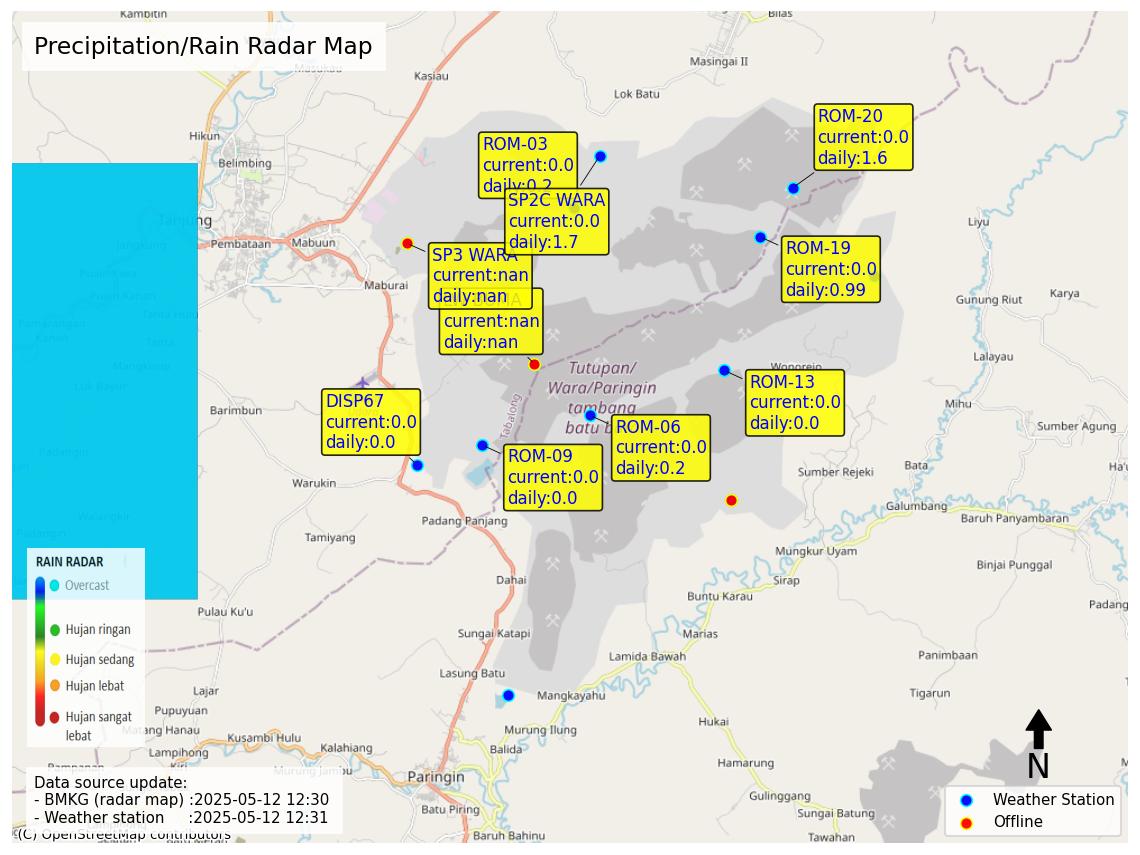 Kambitin
Bilas
Precipitation/Rain Radar Map
Masukau
Kasiau
Masingai II
Lok Batu
Hikun
Belimbing
ROM-20
current:0.0
daily:1.6
ROM-03
current:0.0
daily:0.2
SP2C WARA
current:0.0
daily:1.7
Tanjung
Jangkung
Pembataan
Mabuun
Liyu
ROM-19
current:0.0
daily:0.99
SP3 WARA
current:nan
daily:nan
Maburai
current:nan
daily:nan
Gunung Riut
Karya
Lalayau
Wonorejo
Tutupan/
Wara/Paringin
tambang
batu b
Tabalong
ROM-13
current:0.0
daily:0.0
Mihu
Sumber Agung
Barimbun
DISP67
current:0.0
daily:0.0
ROM-06
current:0.0
daily:0.2
ROM-09
current:0.0
daily:0.0
Warukin
Sumber Rejeki
Bata
Galumbang
Baruh Panyambaran
Padang Panjang
Tamiyang
Mungkur Uyam
Binjai Punggal
Dahai
Sirap
Buntu Karau
Padang
Pulau Ku'u
RAIN RADAR
Overcast
Hujan ringan
Hujan sedang
Hujan lebat
Hujan sangat
lebat
Sungai Katapi
Marias
Lamida Bawah
Panimbaan
Lasung Batu
Tigarun
Lajar
Mangkayahu
Pupuyuan
Matang Hanau
Hukai
Murung Ilung
Kusambi Hulu
Kalahiang
Balida
Lampihong
Hamarung
Murung Jambu
Paringin
N
Gulinggang
Batu Piring
Sungai Batung
Baruh Bahinu
Tawahan
Data source update:
- BMKG (radar map) :2025-05-12 12:30
- Weather station :2025-05-12 12:31
(C) OpenStreetMap contributors
Weather Station
Offline